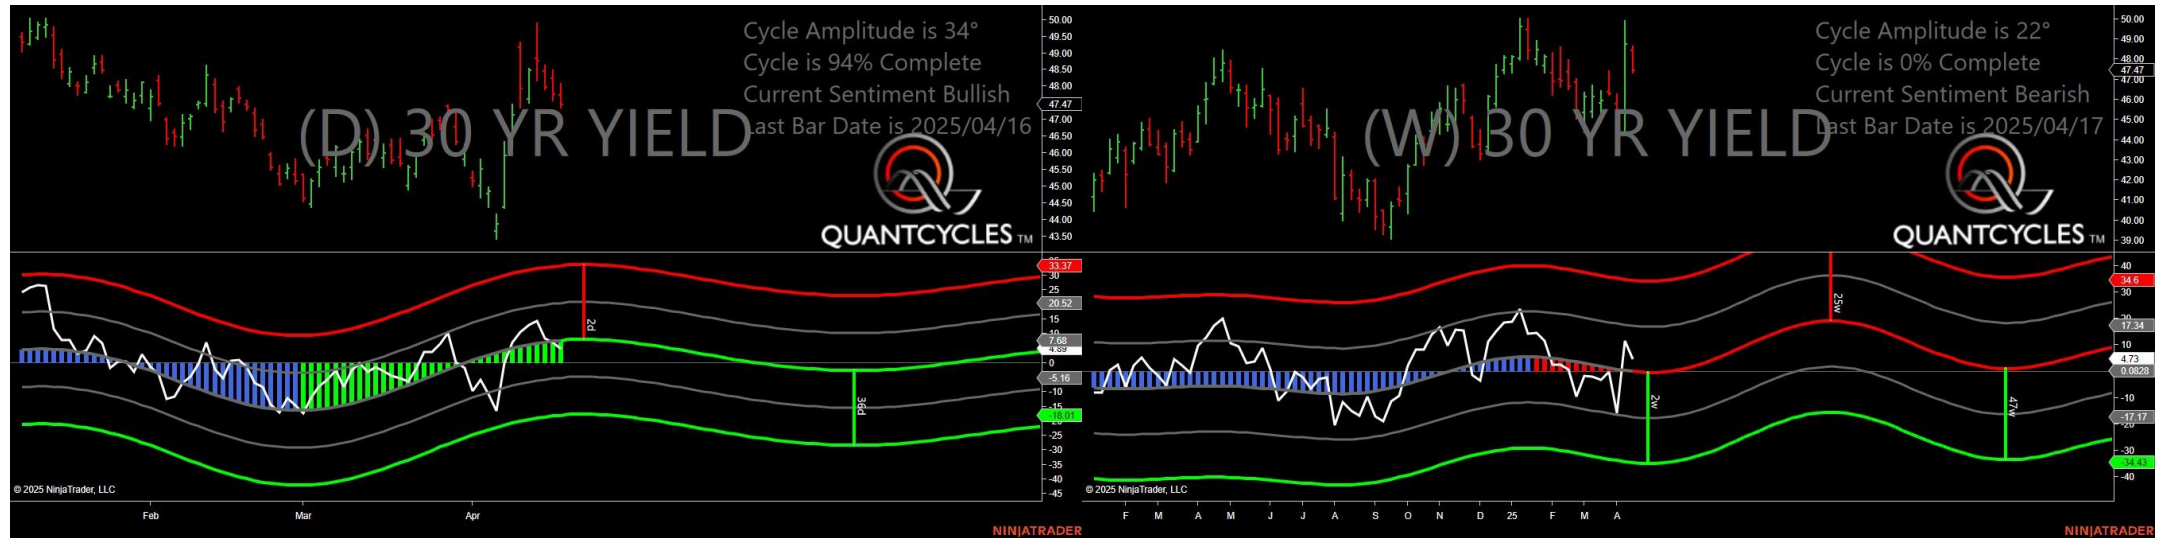 Cycle Amplitude is 34°
Cycle is 94% Complete
Current Sentiment Bullish
Last Bar Date is 2025/04/16
(D) 30 YR YIELD
QUANTCYCLES TM
50.00
49.50
49.00
48.50
48.00
47.47
47.00
46.50
46.00
45.50
45.00
44.50
44.00
43.50
33.37
30
25
20.52
15
10
7.68
4.89
0
-5.16
-10
-15
-18.01
-25
-30
-35
-40
-45
2d
36d
© 2025 NinjaTrader, LLC
Feb
Mar
Apr
NINJATRADER
Cycle Amplitude is 22°
Cycle is 0% Complete
Current Sentiment Bearish
Last Bar Date is 2025/04/17
(W) 30 YR YIELD
QUANTCYCLES TM
50.00
49.00
48.00
47.47
46.00
45.00
44.00
43.00
42.00
41.00
40.00
39.00
40
34.6
30
17.34
10
4.73
0.0828
-10
-17.17
-20
-30
-34.43
-40
25w
2w
47w
© 2025 NinjaTrader, LLC
F
M
A
M
J
J
A
S
O
N
D
25
F
M
A
NINJATRADER